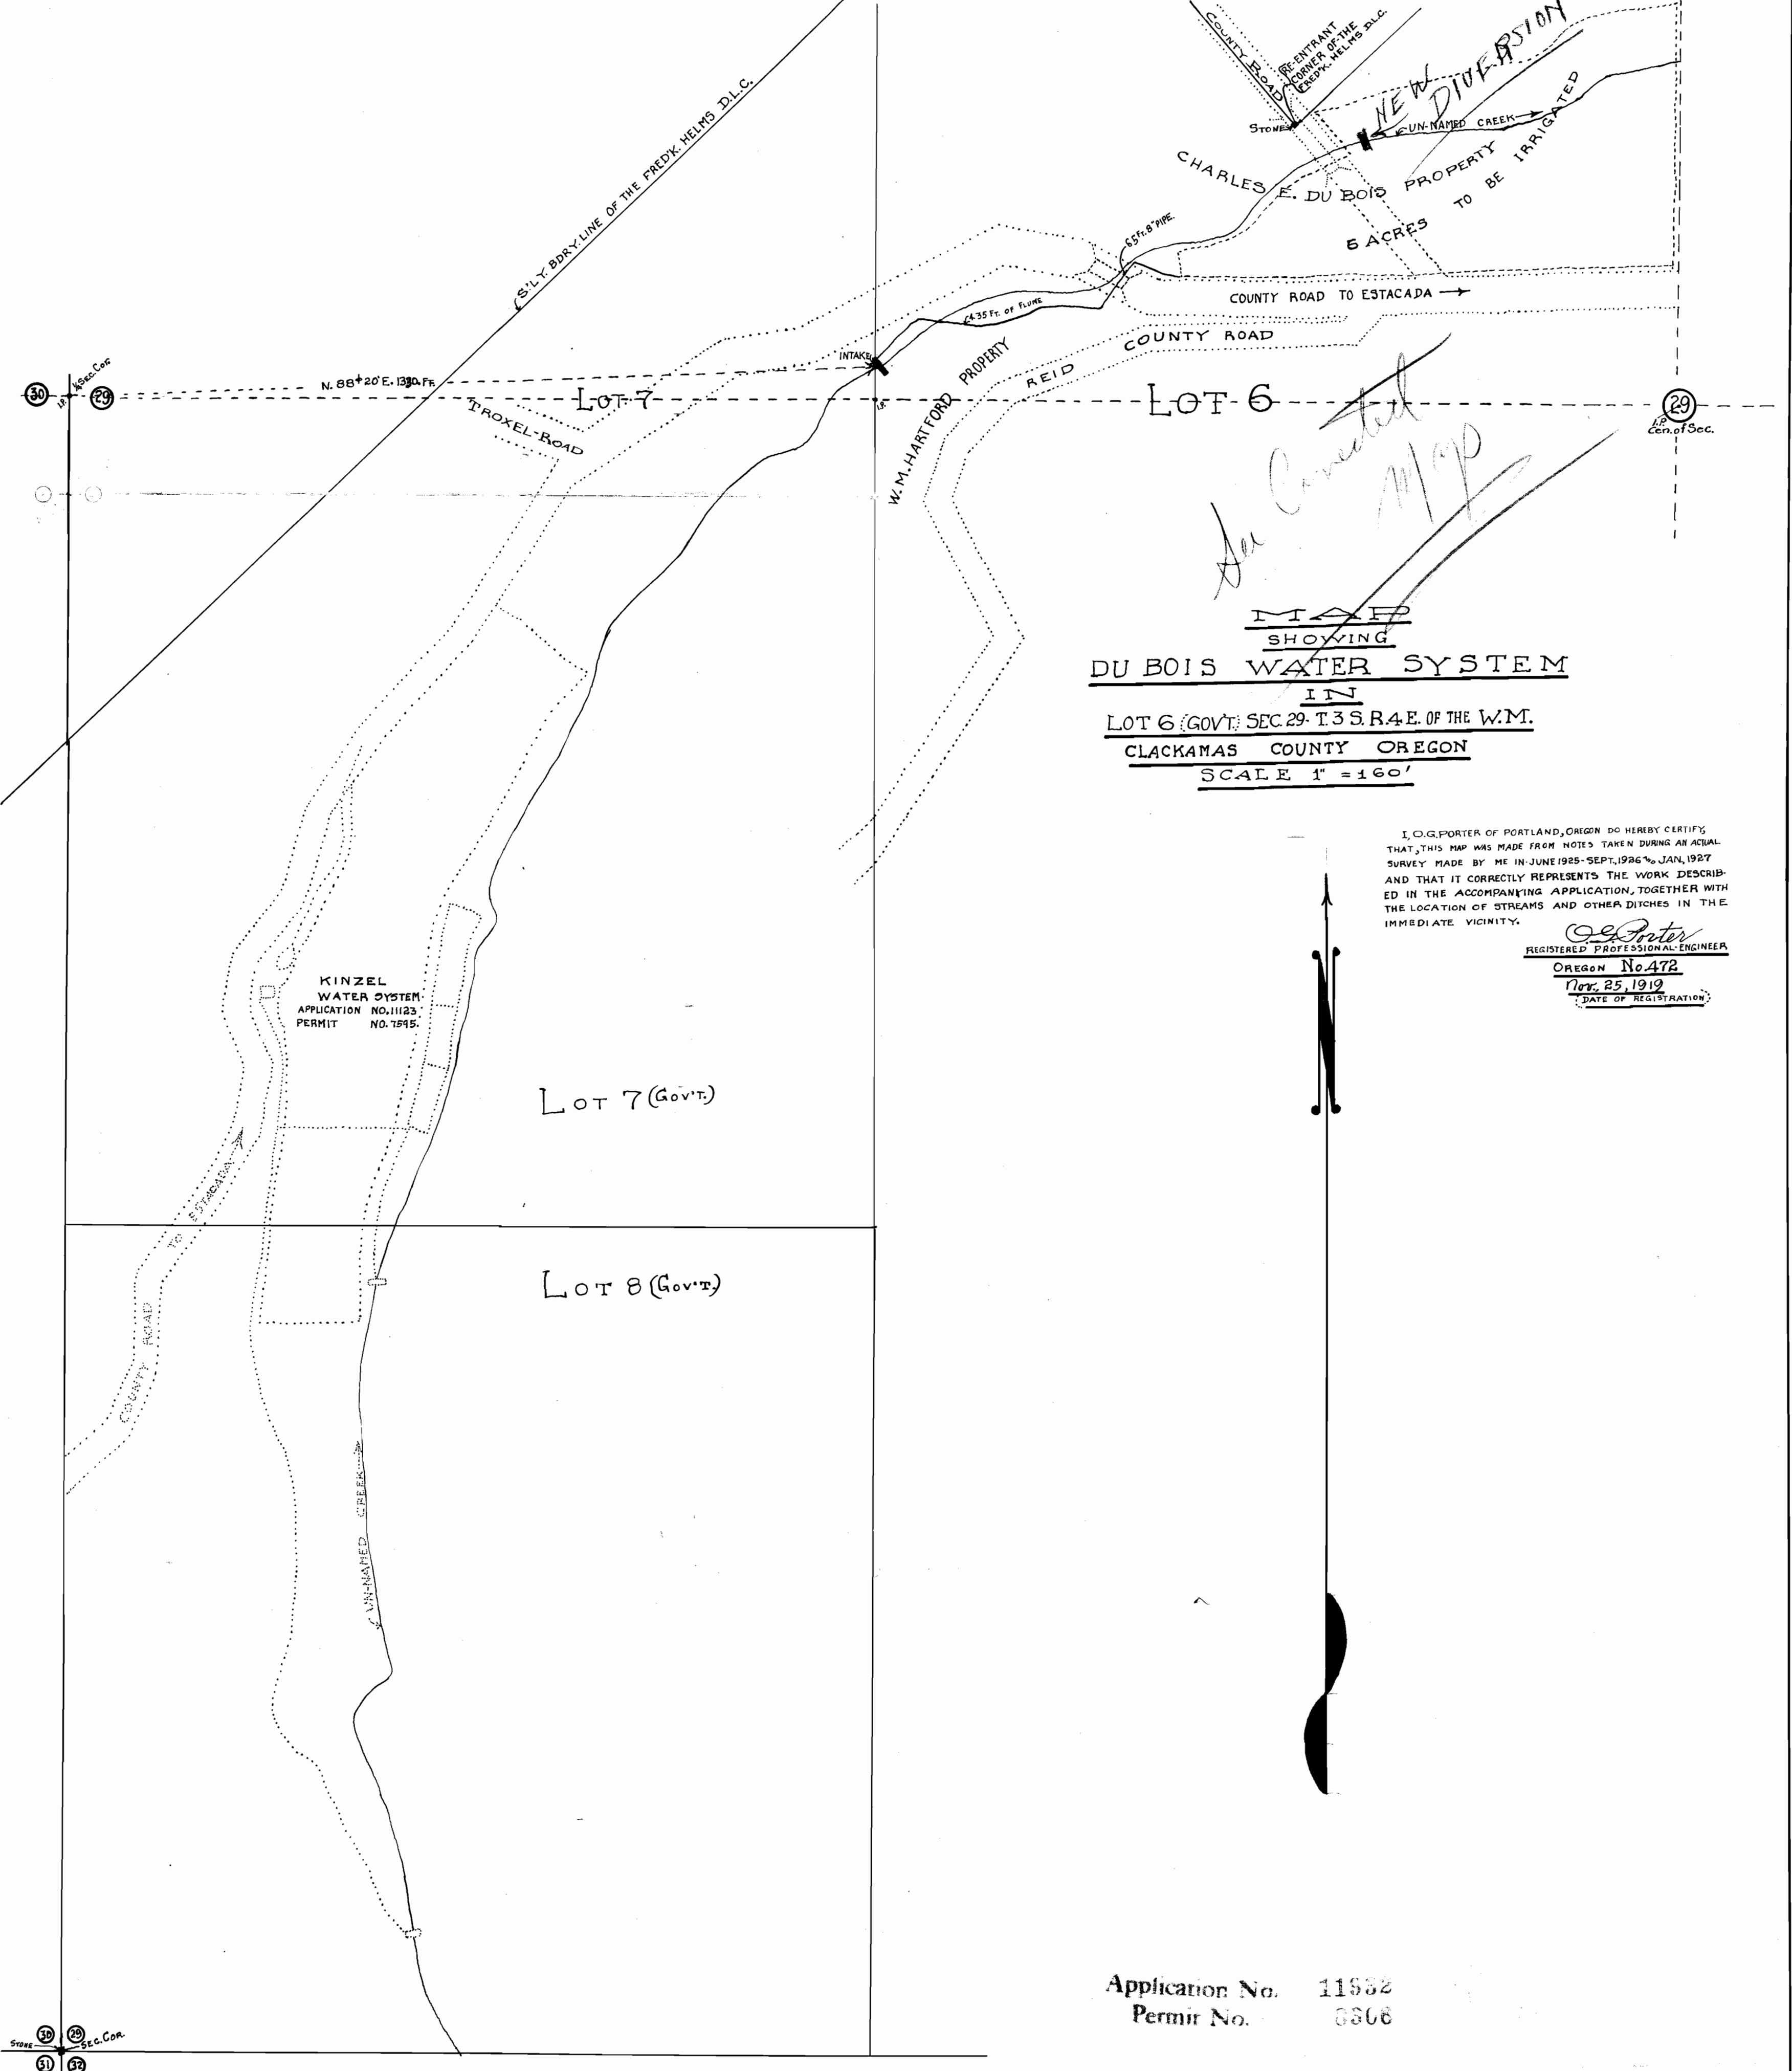 COUNTY ROAD
RE-ENTRANT
CORNER OF THE
FRED'K. HELMS D.L.C.
STONE
NEW
DIVERSION
UN-NAMED CREEK
CHARLES E. DU BOIS PROPERTY
5 ACRES TO BE IRRIGATED
S'L'Y. BDRY. LINE OF THE FRED'K. HELMS D.L.C.
65 FT. 8" PIPE.
435 FT. OF FLUME
COUNTY ROAD TO ESTACADA
INTAKE
COUNTY ROAD
REID
W.M. HARTFORD PROPERTY
¼ SEC. COR.
30
I.P.
29
N. 88°20' E. 1320. FT.
LOT 7
I.P.
LOT 6
29
I.P.
Cen. of Sec.
TROXEL ROAD
See Corrected
Map
MAP
SHOWING
DU BOIS WATER SYSTEM
IN
LOT 6 (GOV'T.) SEC. 29- T. 3 S. R. 4 E. OF THE W.M.
CLACKAMAS COUNTY OREGON
SCALE 1" = 160'
I, O.G. PORTER OF PORTLAND, OREGON DO HEREBY CERTIFY,
THAT, THIS MAP WAS MADE FROM NOTES TAKEN DURING AN ACTUAL
SURVEY MADE BY ME IN JUNE 1925- SEPT., 1926 & JAN, 1927
AND THAT IT CORRECTLY REPRESENTS THE WORK DESCRIB-
ED IN THE ACCOMPANYING APPLICATION, TOGETHER WITH
THE LOCATION OF STREAMS AND OTHER DITCHES IN THE
IMMEDIATE VICINITY.
O.G. Porter
REGISTERED PROFESSIONAL-ENGINEER
OREGON No. 472
Nov. 25, 1919
(DATE OF REGISTRATION)
N
KINZEL
WATER SYSTEM
APPLICATION NO. 11123
PERMIT NO. 7595.
LOT 7 (GOV'T.)
COUNTY ROAD TO ESTACADA
LOT 8 (GOV'T.)
UN-NAMED CREEK
Application No.
Permit No.
30 29
STONE SEC. COR.
31 32